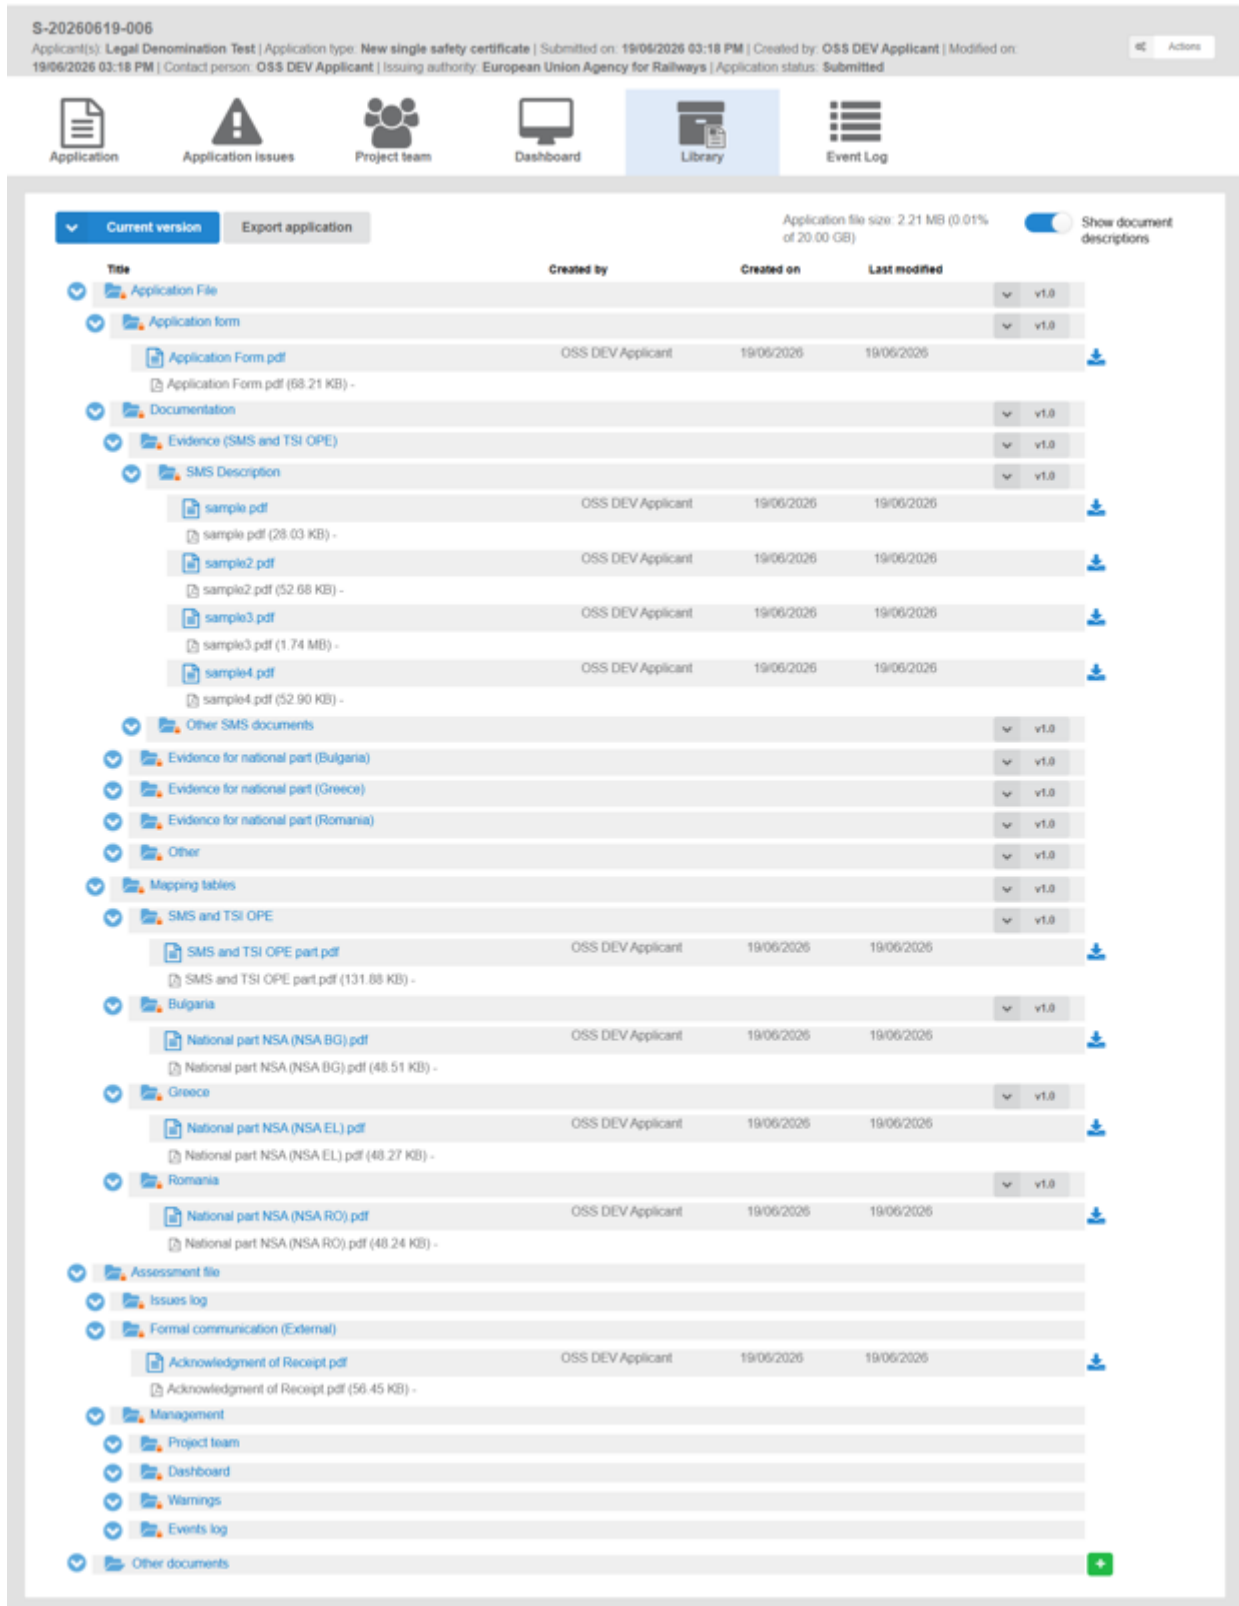 S-20260619-006
Applicant(s): Legal Denomination Test | Application type: New single safety certificate | Submitted on: 19/06/2026 03:18 PM | Created by: OSS DEV Applicant | Modified on:
19/06/2026 03:18 PM | Contact person: OSS DEV Applicant | Issuing authority: European Union Agency for Railways | Application status: Submitted
Actions
Application
Application issues
Project team
Dashboard
Library
Event Log
Current version
Export application
Application file size: 2.21 MB (0.01%
of 20.00 GB)
Show document
descriptions
Title Created by Created on Last modified
Application File v1.0
Application form v1.0
Application Form.pdf OSS DEV Applicant 19/06/2026 19/06/2026
Application Form.pdf (68.21 KB) -
Documentation v1.0
Evidence (SMS and TSI OPE) v1.0
SMS Description v1.0
sample.pdf OSS DEV Applicant 19/06/2026 19/06/2026
sample.pdf (28.03 KB) -
sample2.pdf OSS DEV Applicant 19/06/2026 19/06/2026
sample2.pdf (52.68 KB) -
sample3.pdf OSS DEV Applicant 19/06/2026 19/06/2026
sample3.pdf (1.74 MB) -
sample4.pdf OSS DEV Applicant 19/06/2026 19/06/2026
sample4.pdf (52.90 KB) -
Other SMS documents v1.0
Evidence for national part (Bulgaria) v1.0
Evidence for national part (Greece) v1.0
Evidence for national part (Romania) v1.0
Other v1.0
Mapping tables v1.0
SMS and TSI OPE v1.0
SMS and TSI OPE part.pdf OSS DEV Applicant 19/06/2026 19/06/2026
SMS and TSI OPE part.pdf (131.88 KB) -
Bulgaria v1.0
National part NSA (NSA BG).pdf OSS DEV Applicant 19/06/2026 19/06/2026
National part NSA (NSA BG).pdf (48.51 KB) -
Greece v1.0
National part NSA (NSA EL).pdf OSS DEV Applicant 19/06/2026 19/06/2026
National part NSA (NSA EL).pdf (48.27 KB) -
Romania v1.0
National part NSA (NSA RO).pdf OSS DEV Applicant 19/06/2026 19/06/2026
National part NSA (NSA RO).pdf (48.24 KB) -
Assessment file
Issues log
Formal communication (External)
Acknowledgment of Receipt.pdf OSS DEV Applicant 19/06/2026 19/06/2026
Acknowledgment of Receipt.pdf (56.45 KB) -
Management
Project team
Dashboard
Warnings
Events log
Other documents